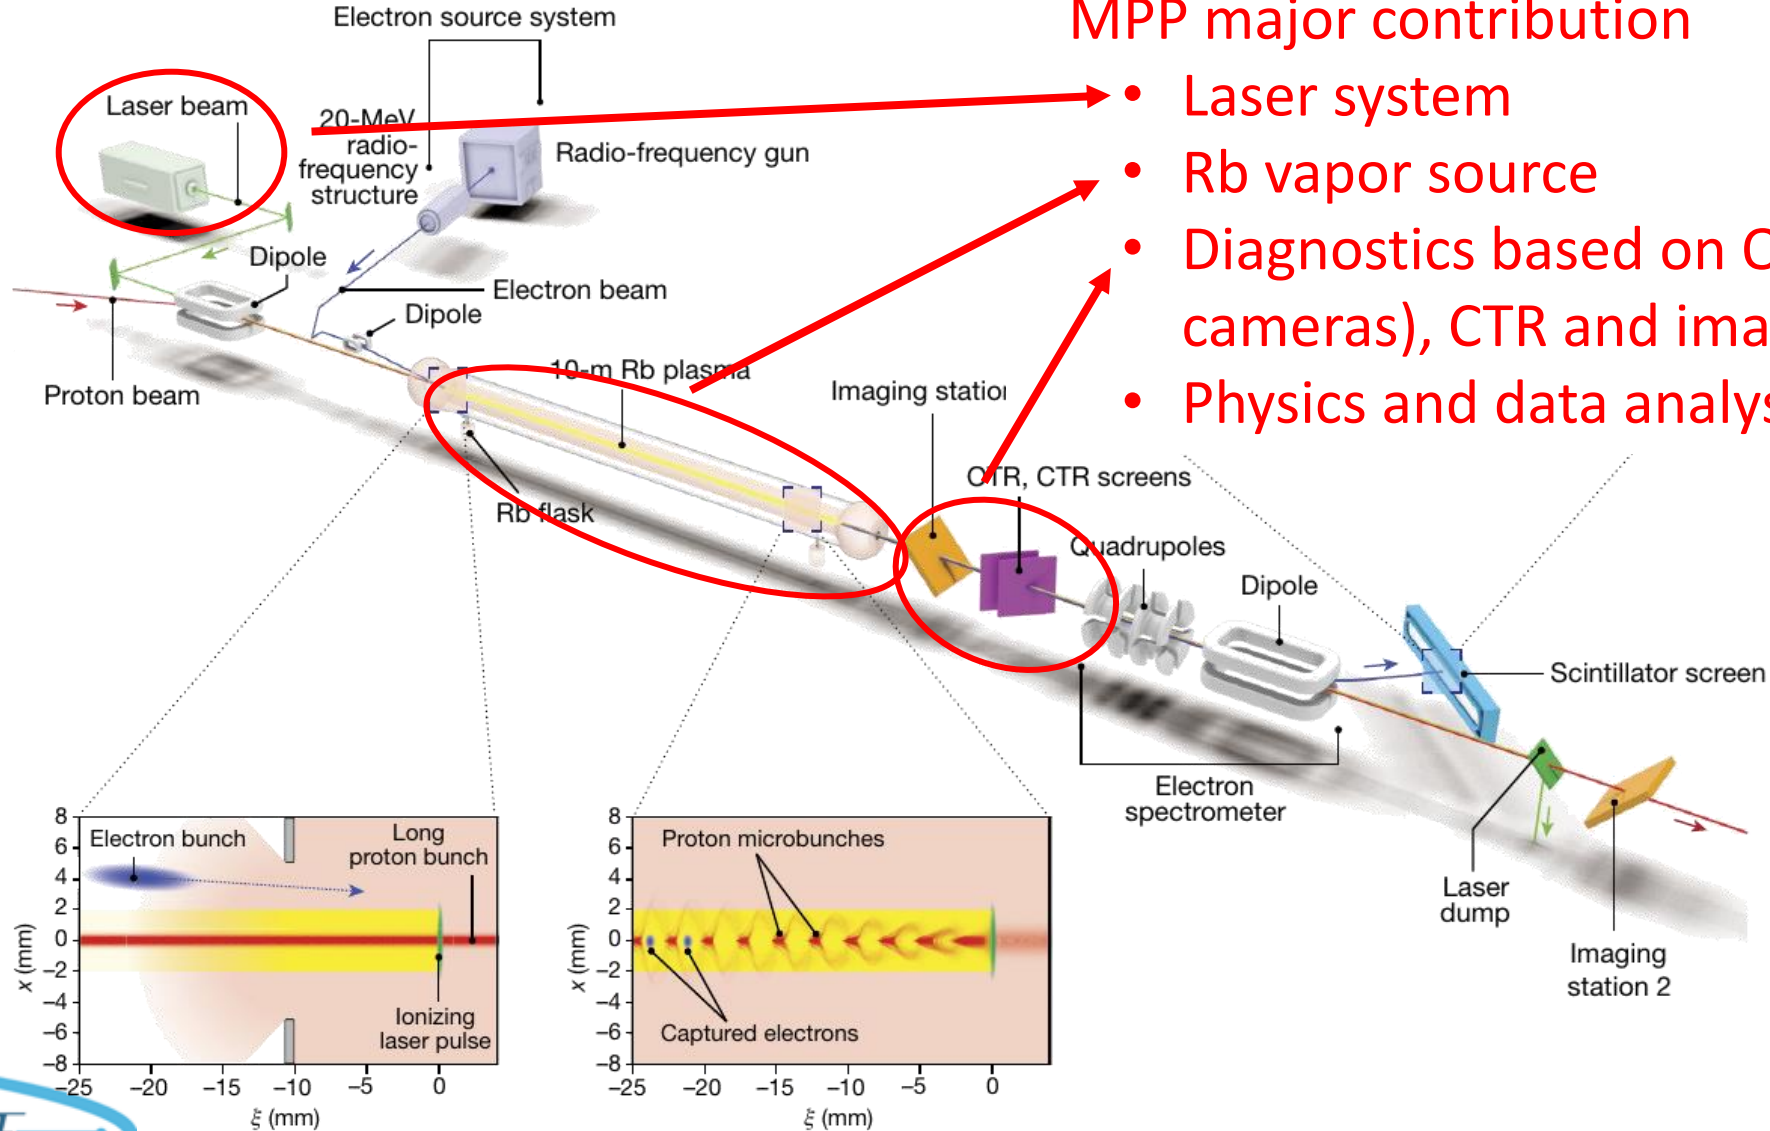 Electron source system
MPP major contribution
• Laser system
• Rb vapor source
• Diagnostics based on
cameras), CTR and
• Physics and data
Laser beam
20-MeV
radio-
frequency
structure
Radio-frequency gun
Dipole
Electron beam
Dipole
Proton beam
10-m Rb plasma
Imaging station
Rb flask
OTR, CTR screens
Quadrupoles
Dipole
Scintillator screen
Electron
spectrometer
Laser
dump
Imaging
station 2
8
6
4
2
0
–2
–4
–6
–8
x (mm)
Electron bunch
Long
proton bunch
Ionizing
laser pulse
–25 –20 –15 –10 –5 0
ξ (mm)
8
6
4
2
0
–2
–4
–6
–8
x (mm)
Proton microbunches
Captured electrons
–25 –20 –15 –10 –5 0
ξ (mm)